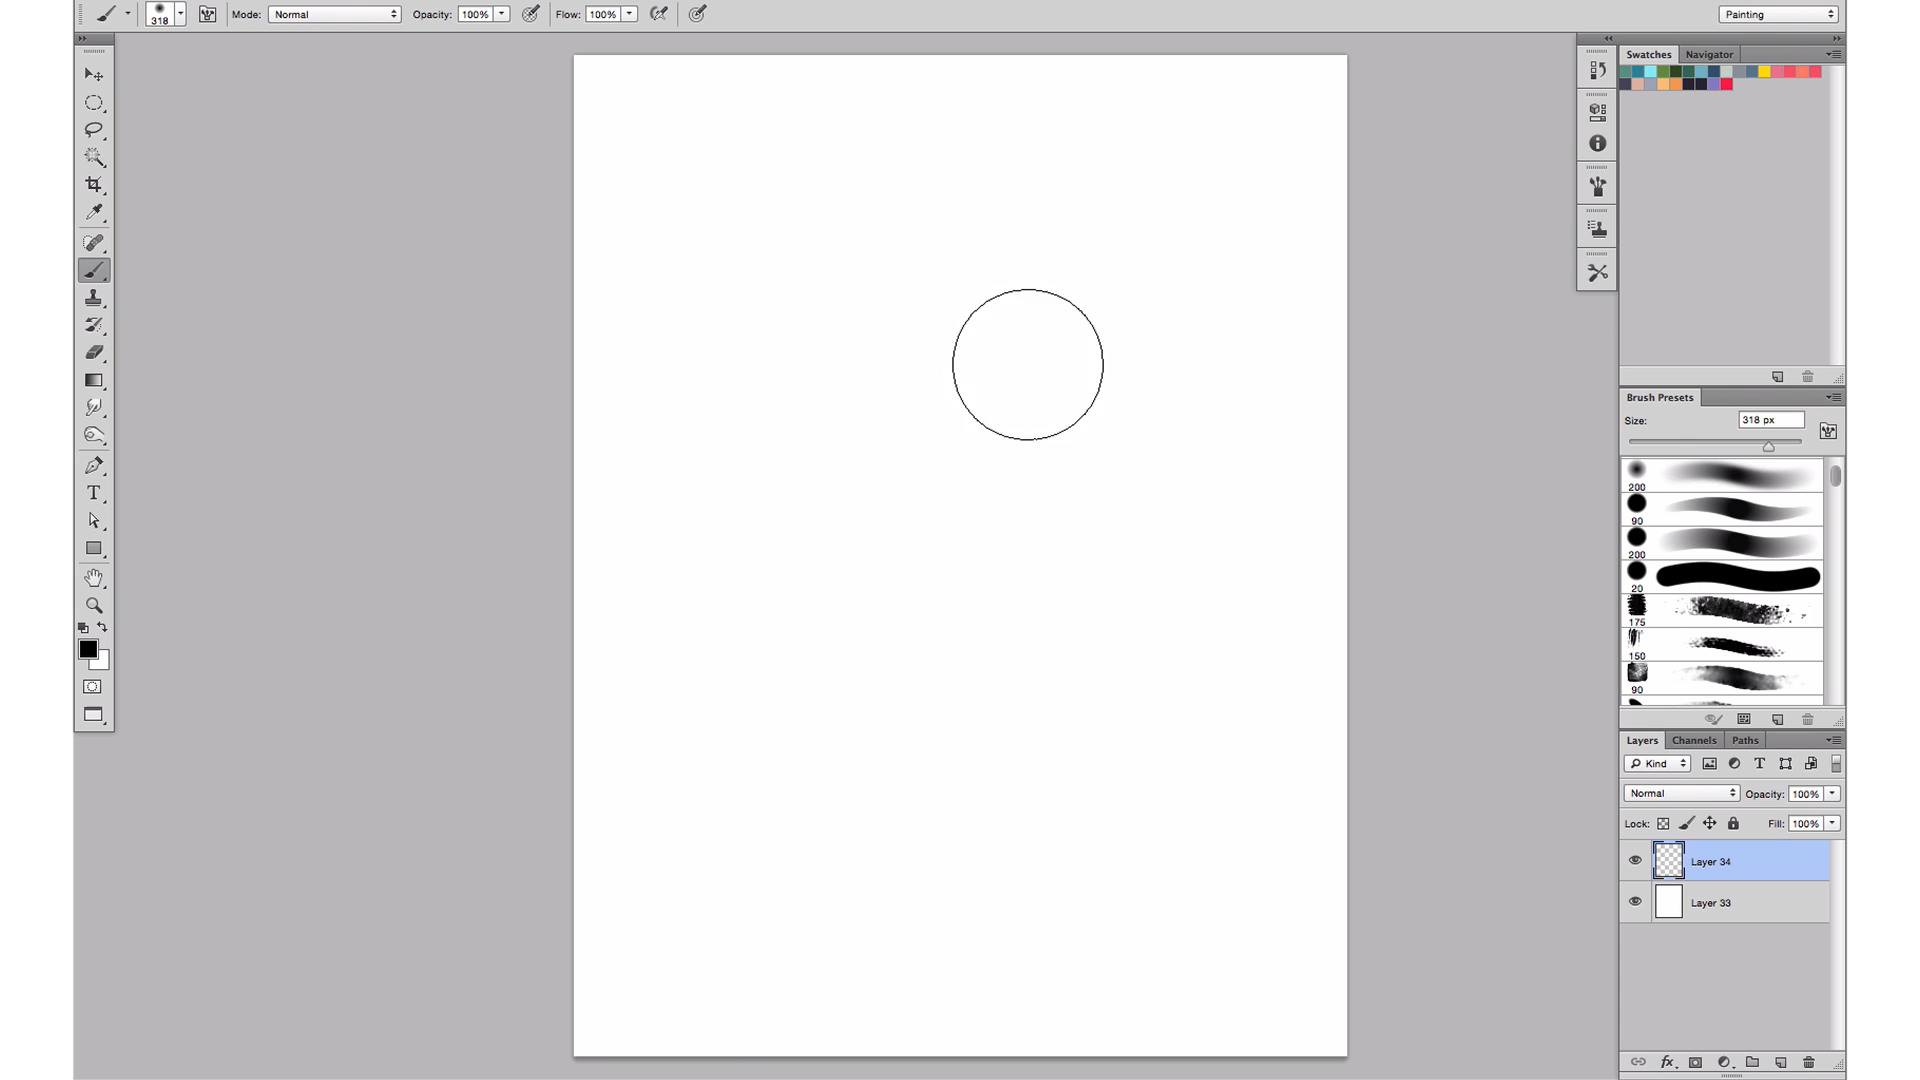 318 Mode: Normal Opacity: 100% Flow: 100% Painting
Swatches Navigator
Brush Presets
Size: 318 px
200
90
200
20
175
150
90
T
Layers Channels Paths
Kind T
Normal Opacity: 100%
Lock: Fill: 100%
Layer 34
Layer 33
fx